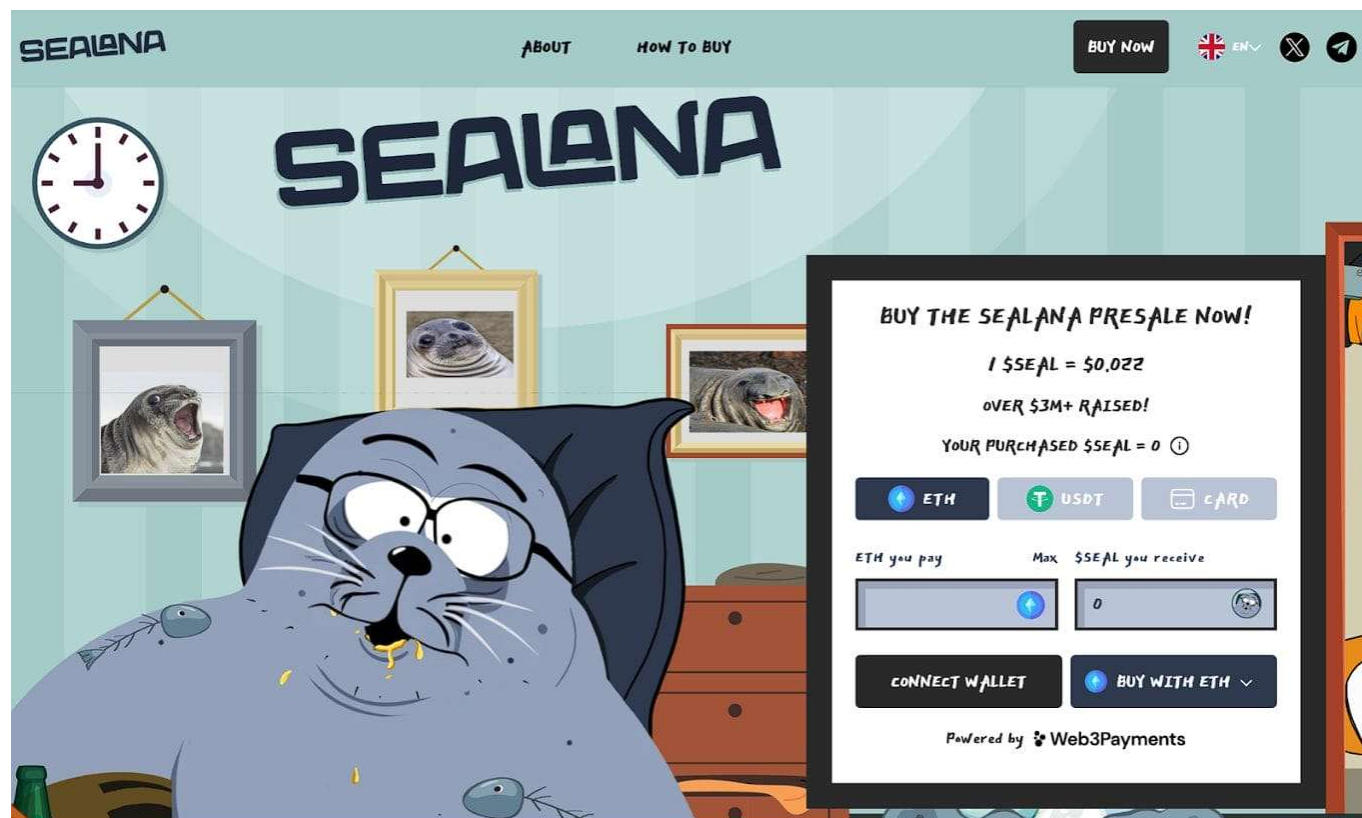 SEALANA
ABOUT
HOW TO BUY
BUY NOW
EN
SEALANA
BUY THE SEALANA PRESALE NOW!
1 $SEAL = $0.022
OVER $3M+ RAISED!
YOUR PURCHASED $SEAL = 0
ETH
USDT
CARD
ETH you pay
Max
$SEAL you receive
0
CONNECT WALLET
BUY WITH ETH
Powered by Web3Payments